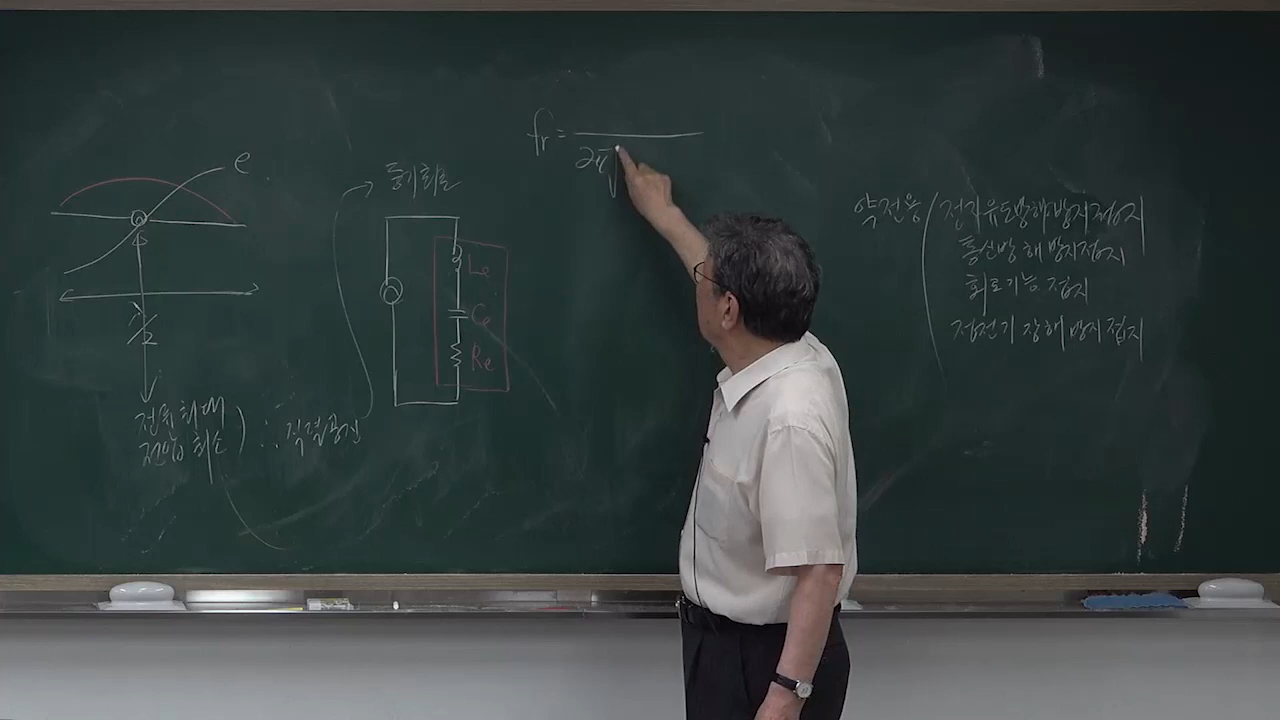 e
λ/2
전류 최대
전압 최소 ) ∴ 직렬공진
등가회로
Le
Ce
Re
fr = 
2π√
약전용
전자유도방해방지접지
통신방해방지접지
회로기능 접지
정전기 장해방지접지